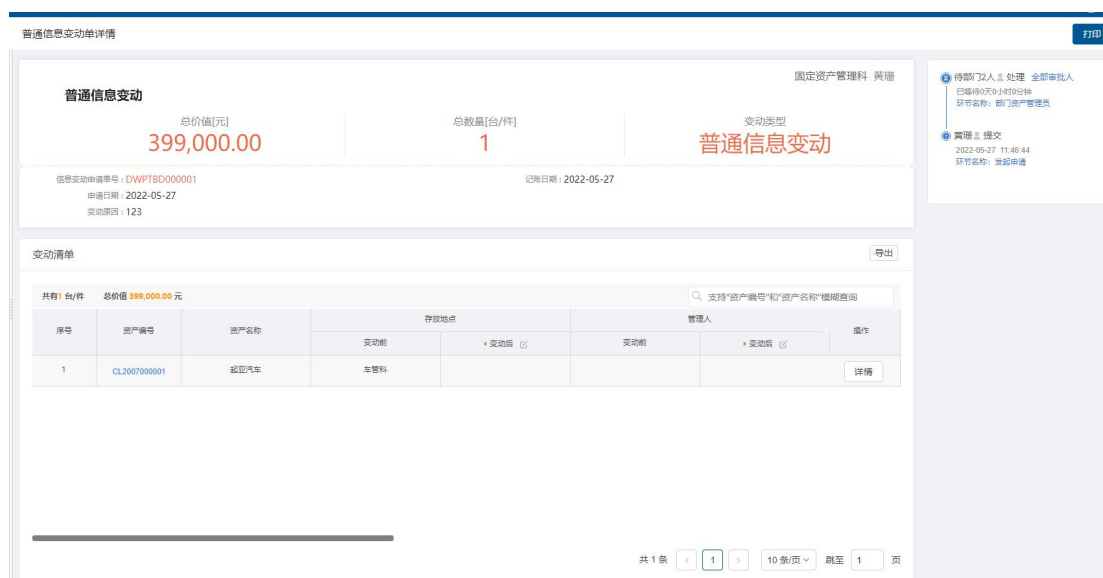 普通信息变动单详情
打印
固定资产管理科 黄珊
普通信息变动
总价值[元]
399,000.00
总数量[台/件]
1
变动类型
普通信息变动
信息变动申请单号：DWPTBD000001
记账日期：2022-05-27
申请日期：2022-05-27
变动原因：123
待部门2人 处理 全部审批人
已等待0天0小时0分钟
环节名称：部门资产管理员
黄珊 提交
2022-05-27 11:46:44
环节名称：发起申请
变动清单
导出
共有1 台/件 总价值 399,000.00 元
支持"资产编号"和"资产名称"模糊查询
序号 资产编号 资产名称 存放地点 管理人 操作
变动前 * 变动后 变动前 * 变动后
1 CL2007000001 起亚汽车 车管科 详情
共 1 条 < 1 > 10 条/页 跳至 1 页